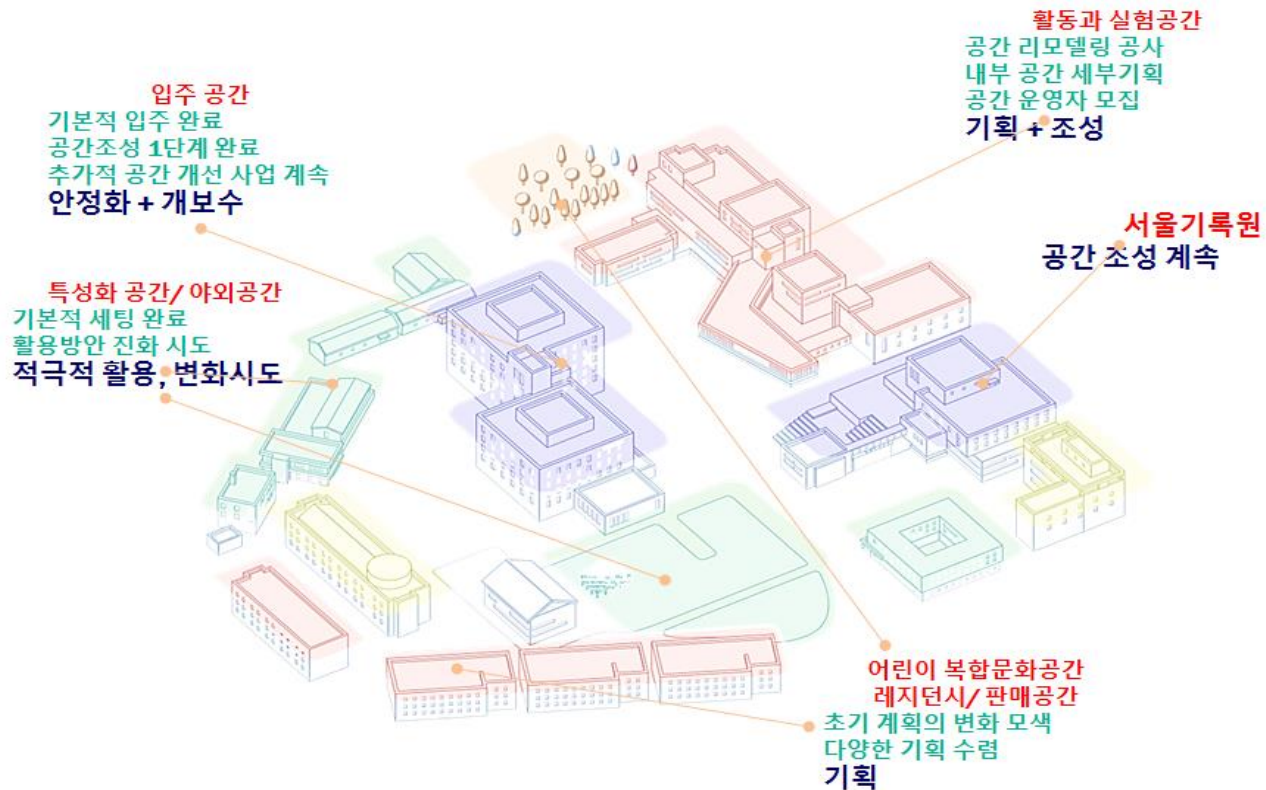 활동과 실험공간
공간 리모델링 공사
내부 공간 세부기획
공간 운영자 모집
기획 + 조성
입주 공간
기본적 입주 완료
공간조성 1단계 완료
추가적 공간 개선 사업 계속
안정화 + 개보수
서울기록원
공간 조성 계속
특성화 공간/ 야외공간
기본적 세팅 완료
활용방안 진화 시도
적극적 활용, 변화시도
어린이 복합문화공간
레지던시/ 판매공간
초기 계획의 변화 모색
다양한 기획 수렴
기획